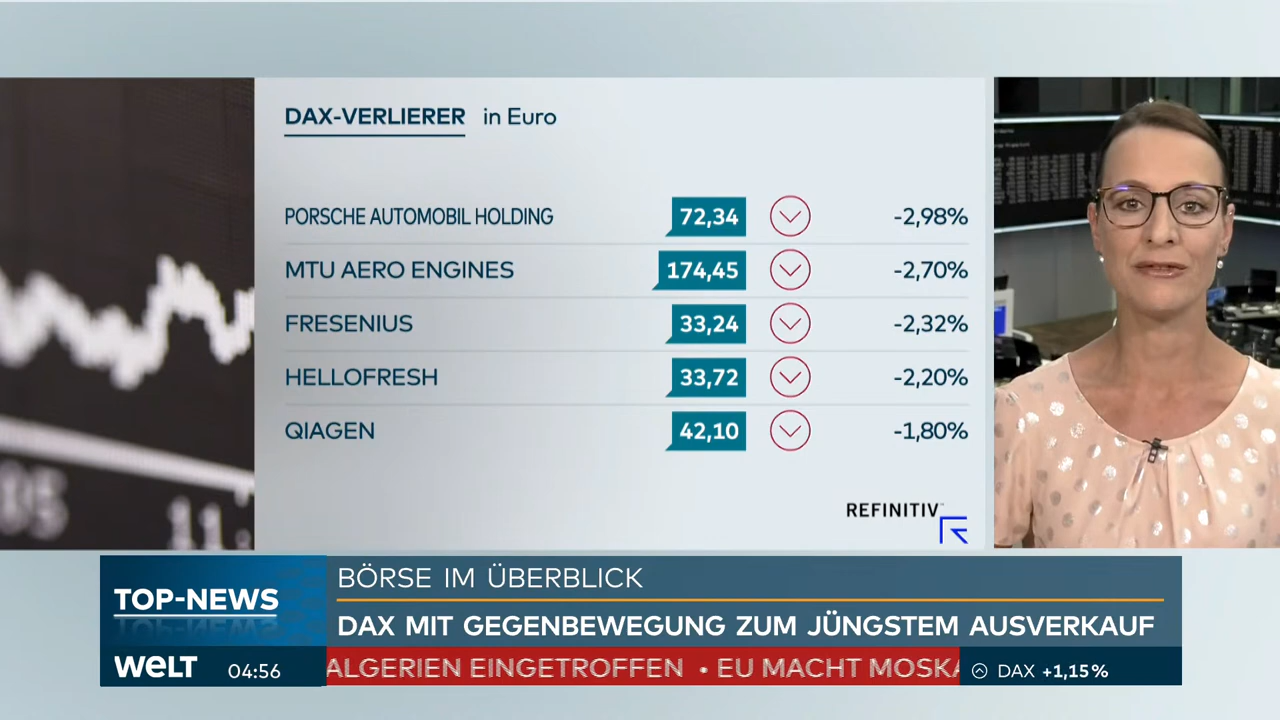 DAX-VERLIERER in Euro
PORSCHE AUTOMOBIL HOLDING 72,34 -2,98%
MTU AERO ENGINES 174,45 -2,70%
FRESENIUS 33,24 -2,32%
HELLOFRESH 33,72 -2,20%
QIAGEN 42,10 -1,80%
REFINITIV
BÖRSE IM ÜBERBLICK
TOP-NEWS
DAX MIT GEGENBEWEGUNG ZUM JÜNGSTEM AUSVERKAUF
WELT 04:56
ALGERIEN EINGETROFFEN • EU MACHT MOSKA
DAX +1,15%